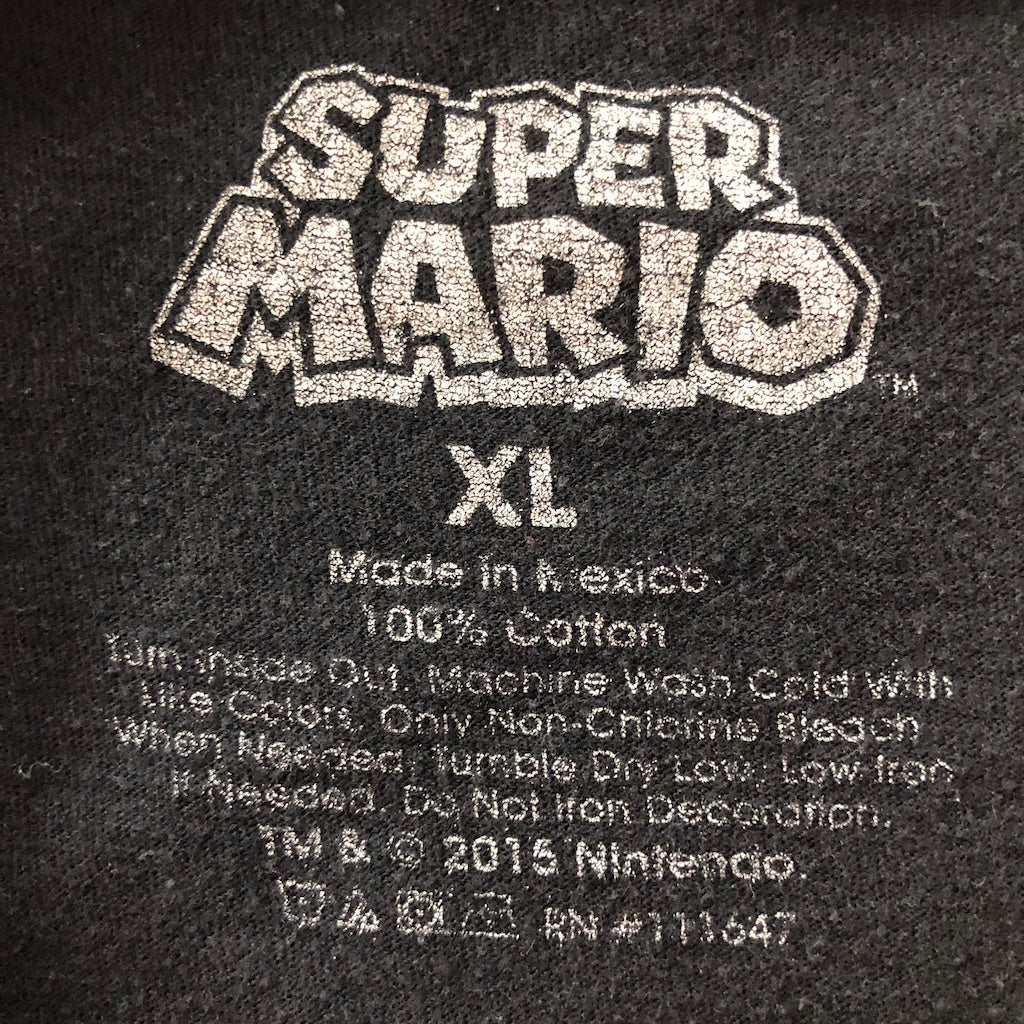 SUPER
MARIO
TM
XL
Made in Mexico
100% Cotton
Turn Inside Out. Machine Wash Cold With
Like Colors. Only Non-Chlorine Bleach
When Needed. Tumble Dry Low. Low Iron
If Needed. Do Not Iron Decoration.
TM & © 2015 Nintendo.
RN #111647